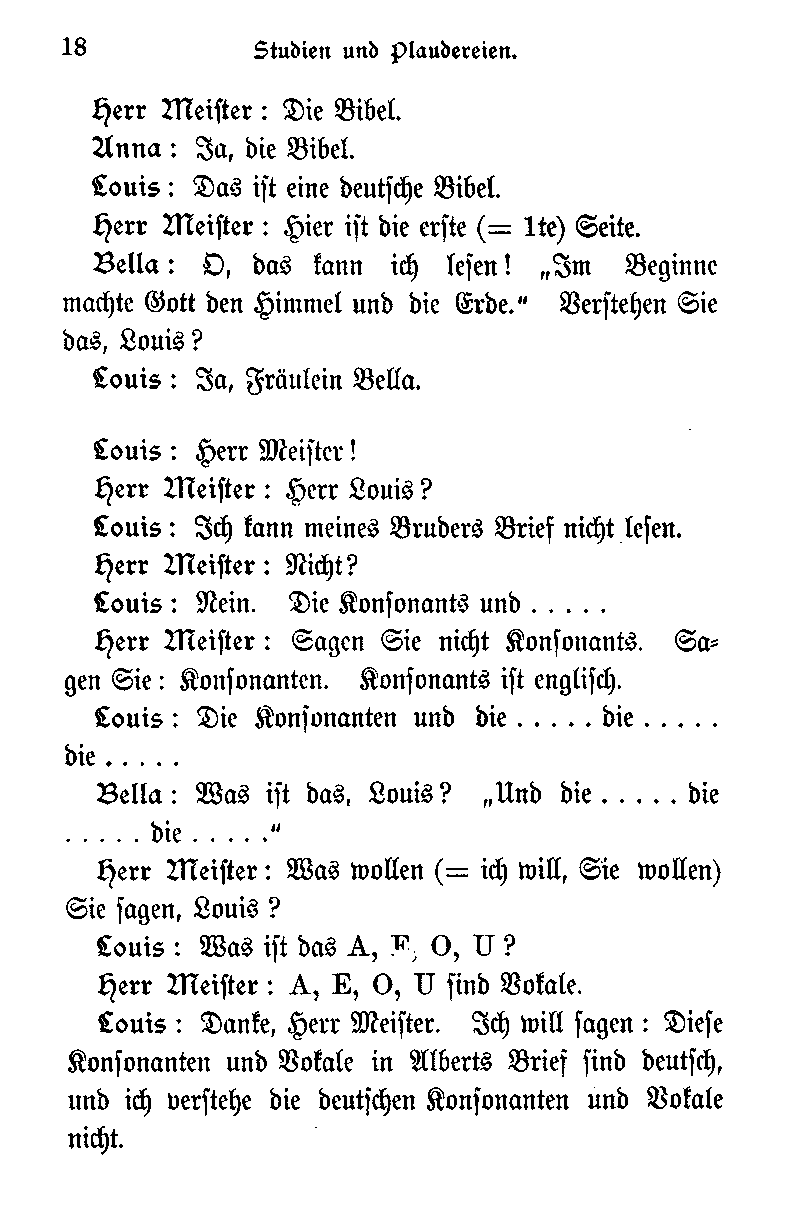 18 Studien und Plaudereien.
Herr Meister: Die Bibel.
Anna: Ja, die Bibel.
Louis: Das ist eine deutsche Bibel.
Herr Meister: Hier ist die erste (= 1te) Seite.
Bella: O, das kann ich lesen! „Im Beginne
machte Gott den Himmel und die Erde.“ Verstehen Sie
das, Louis?
Louis: Ja, Fräulein Bella.
Louis: Herr Meister!
Herr Meister: Herr Louis?
Louis: Ich kann meines Bruders Brief nicht lesen.
Herr Meister: Nicht?
Louis: Nein. Die Konsonants und . . . . .
Herr Meister: Sagen Sie nicht Konsonants. Sa-
gen Sie: Konsonanten. Konsonants ist englisch.
Louis: Die Konsonanten und die . . . . . die . . . . .
die . . . . .
Bella: Was ist das, Louis? „Und die . . . . . die
. . . . . die . . . . .“
Herr Meister: Was wollen (= ich will, Sie wollen)
Sie sagen, Louis?
Louis: Was ist das A, E, O, U?
Herr Meister: A, E, O, U sind Vokale.
Louis: Danke, Herr Meister. Ich will sagen: Diese
Konsonanten und Vokale in Alberts Brief sind deutsch,
und ich verstehe die deutschen Konsonanten und Vokale
nicht.